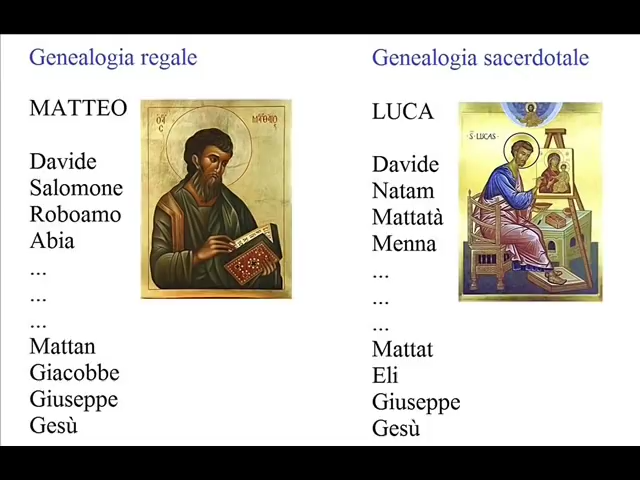 Genealogia regale
MATTEO
Davide
Salomone
Roboamo
Abia
...
...
...
Mattan
Giacobbe
Giuseppe
Gesù
Genealogia sacerdotale
LUCA
S·LUCAS·
Davide
Natam
Mattatà
Menna
...
...
...
Mattat
Eli
Giuseppe
Gesù